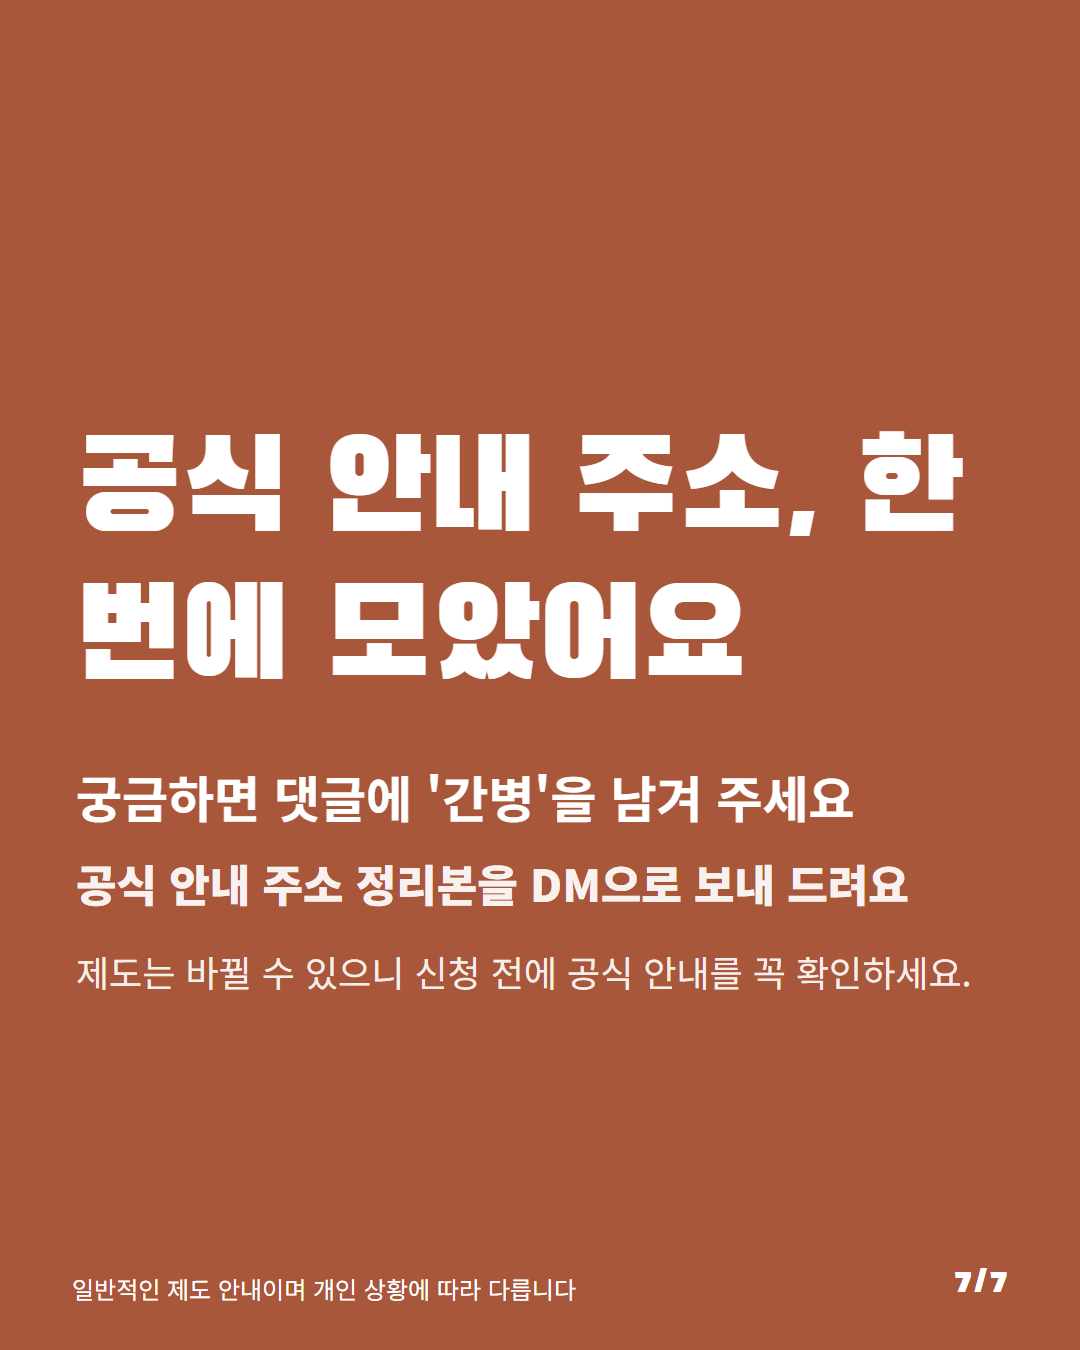 공식 안내 주소, 한
번에 모았어요
궁금하면 댓글에 '간병'을 남겨 주세요
공식 안내 주소 정리본을 DM으로 보내 드려요
제도는 바뀔 수 있으니 신청 전에 공식 안내를 꼭 확인하세요.
일반적인 제도 안내이며 개인 상황에 따라 다릅니다
7/7